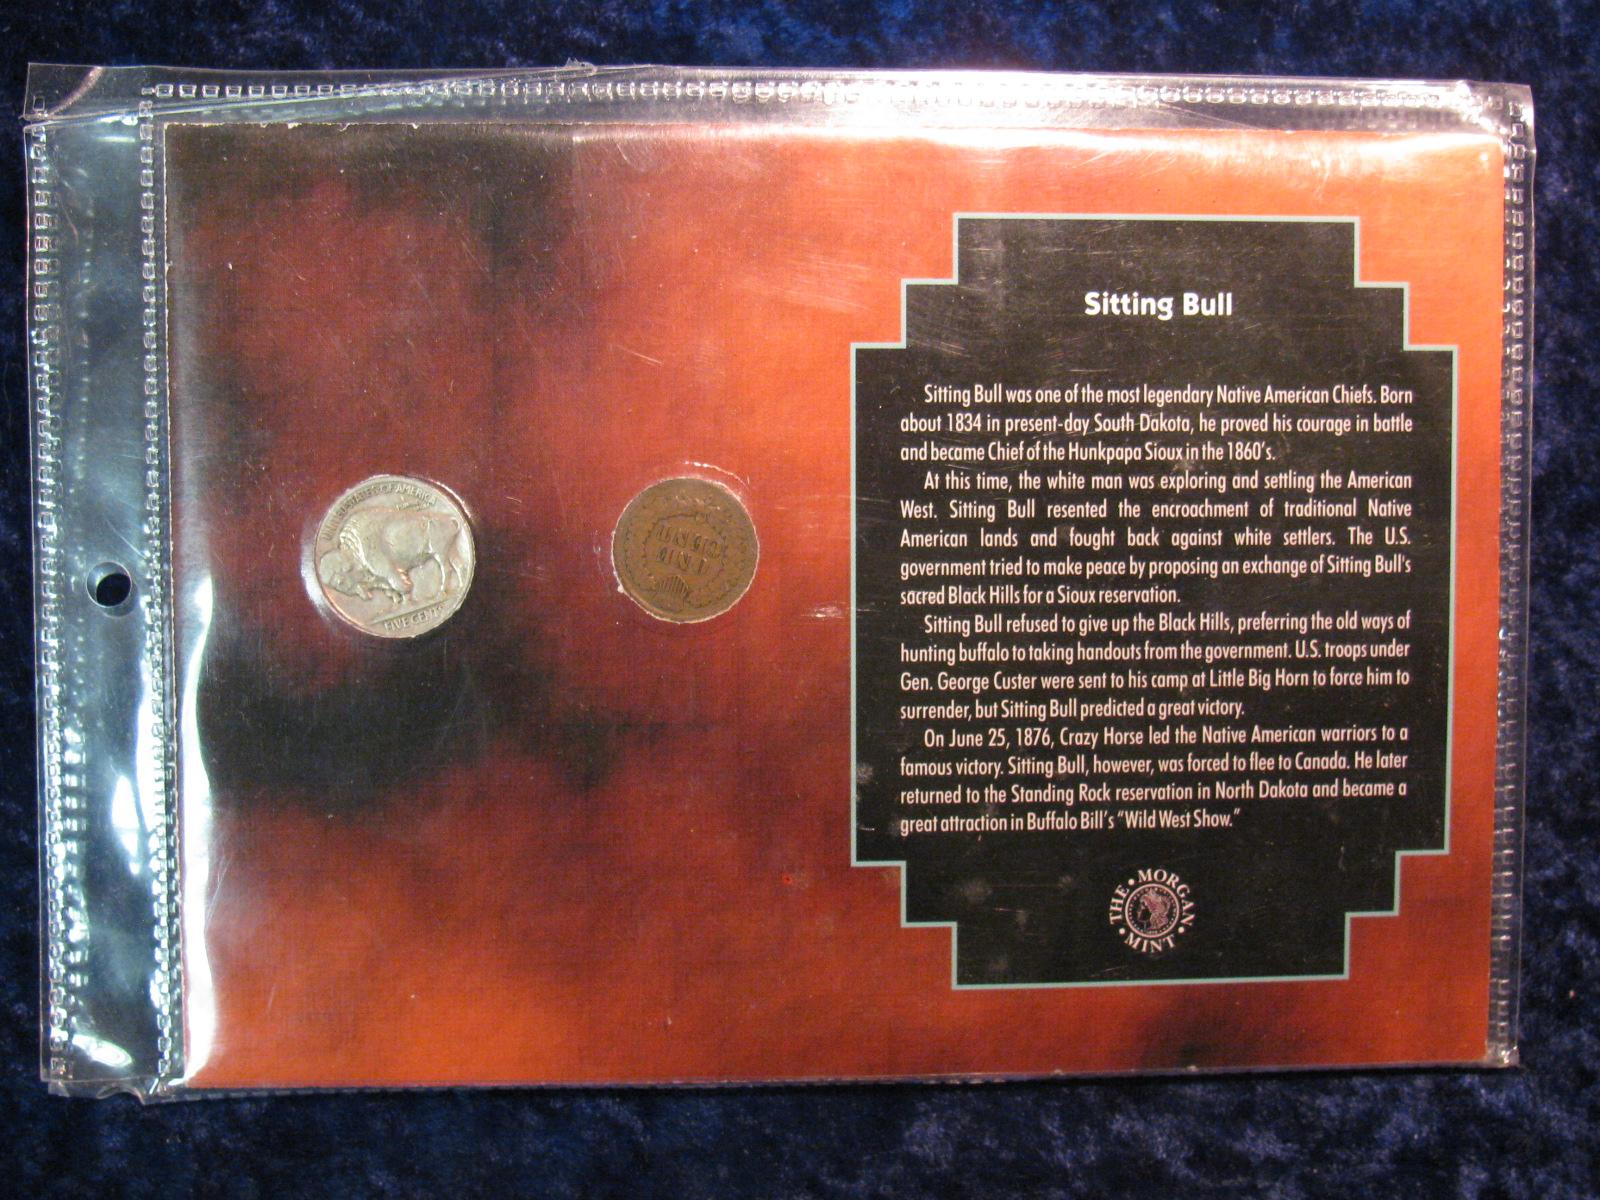 Sitting Bull
Sitting Bull was one of the most legendary Native American Chiefs. Born
about 1834 in present-day South Dakota, he proved his courage in battle
and became Chief of the Hunkpapa Sioux in the 1860's.
At this time, the white man was exploring and settling the American
West. Sitting Bull resented the encroachment of traditional Native
American lands and fought back against white settlers. The U.S.
government tried to make peace by proposing an exchange of Sitting Bull's
sacred Black Hills for a Sioux reservation.
Sitting Bull refused to give up the Black Hills, preferring the old ways of
hunting buffalo to taking handouts from the government. U.S. troops under
Gen. George Custer were sent to his camp at Little Big Horn to force him to
surrender, but Sitting Bull predicted a great victory.
On June 25, 1876, Crazy Horse led the Native American warriors to a
famous victory. Sitting Bull, however, was forced to flee to Canada. He later
returned to the Standing Rock reservation in North Dakota and became a
great attraction in Buffalo Bill's "Wild West Show."
THE • MORGAN • MINT •
UNITED STATES OF AMERICA
FIVE CENTS
ONE
CENT